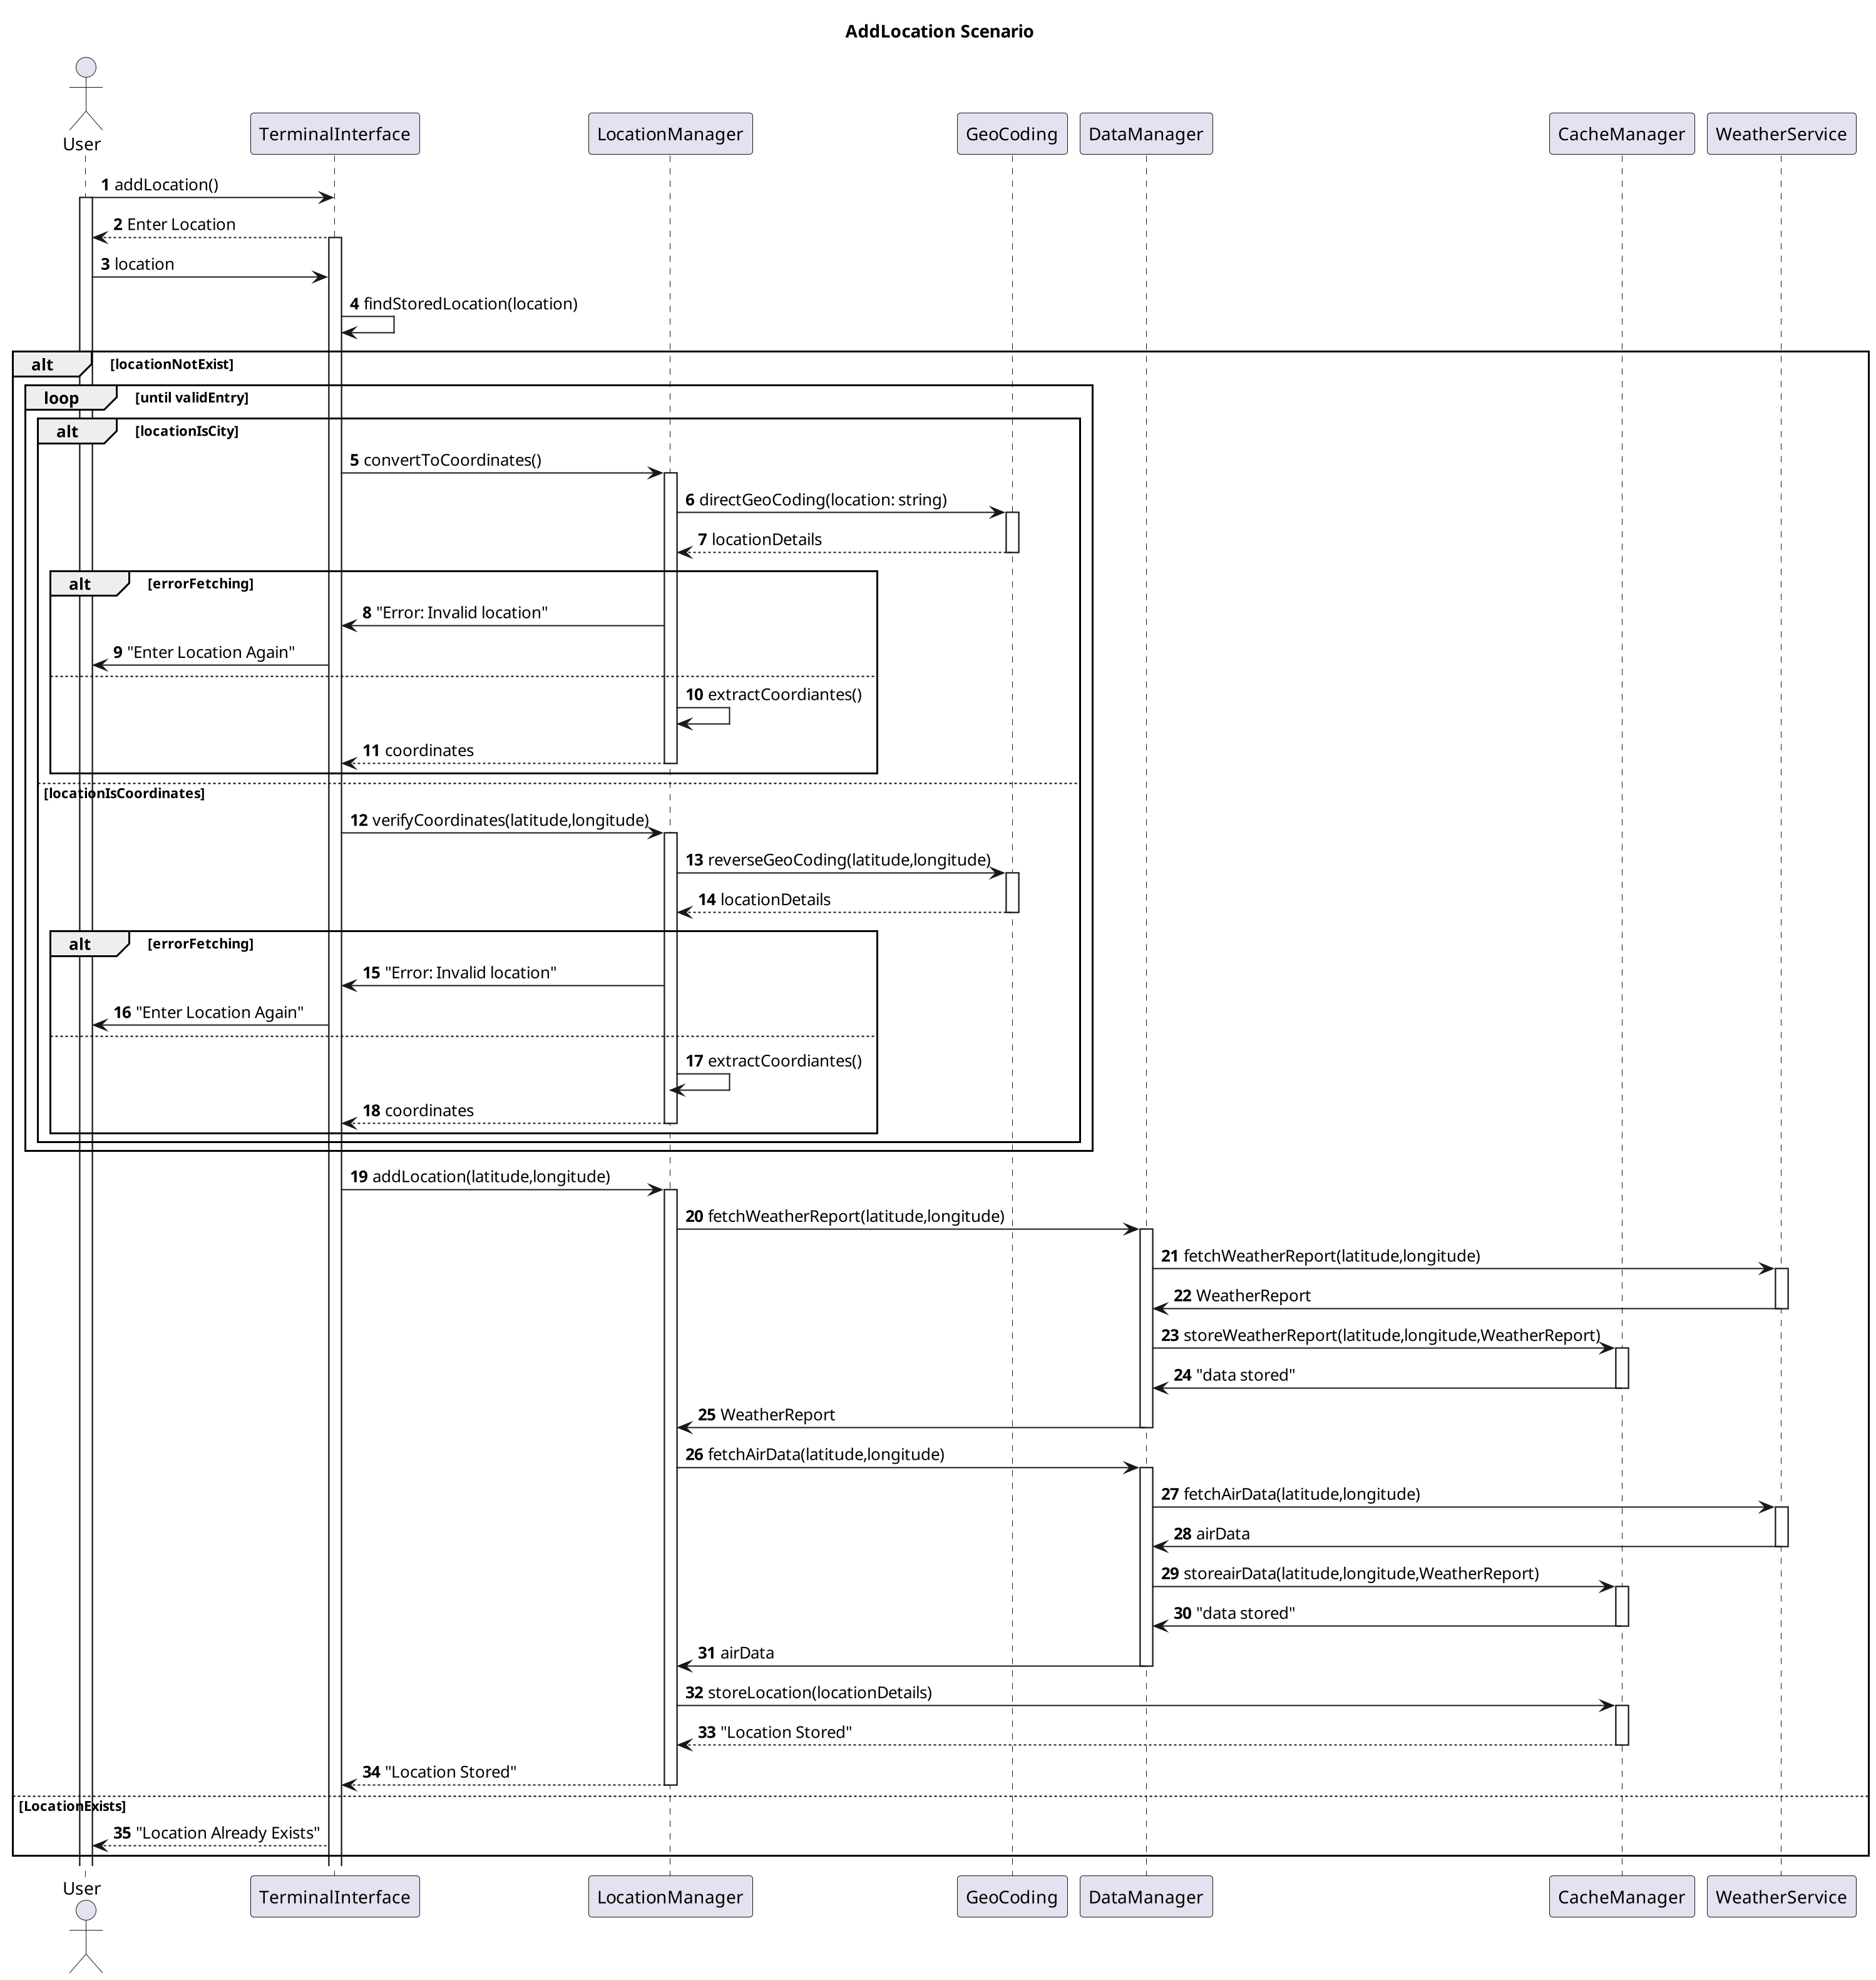 AddLocation Scenario
User
TerminalInterface
LocationManager
GeoCoding
DataManager
CacheManager
WeatherService
1 addLocation()
2 Enter Location
3 location
4 findStoredLocation(location)
alt [locationNotExist]
loop [until validEntry]
alt [locationIsCity]
5 convertToCoordinates()
6 directGeoCoding(location: string)
7 locationDetails
alt [errorFetching]
8 "Error: Invalid location"
9 "Enter Location Again"
10 extractCoordiantes()
11 coordinates
[locationIsCoordinates]
12 verifyCoordinates(latitude,longitude)
13 reverseGeoCoding(latitude,longitude)
14 locationDetails
alt [errorFetching]
15 "Error: Invalid location"
16 "Enter Location Again"
17 extractCoordiantes()
18 coordinates
19 addLocation(latitude,longitude)
20 fetchWeatherReport(latitude,longitude)
21 fetchWeatherReport(latitude,longitude)
22 WeatherReport
23 storeWeatherReport(latitude,longitude,WeatherReport)
24 "data stored"
25 WeatherReport
26 fetchAirData(latitude,longitude)
27 fetchAirData(latitude,longitude)
28 airData
29 storeairData(latitude,longitude,WeatherReport)
30 "data stored"
31 airData
32 storeLocation(locationDetails)
33 "Location Stored"
34 "Location Stored"
[LocationExists]
35 "Location Already Exists"
User
TerminalInterface
LocationManager
GeoCoding
DataManager
CacheManager
WeatherService